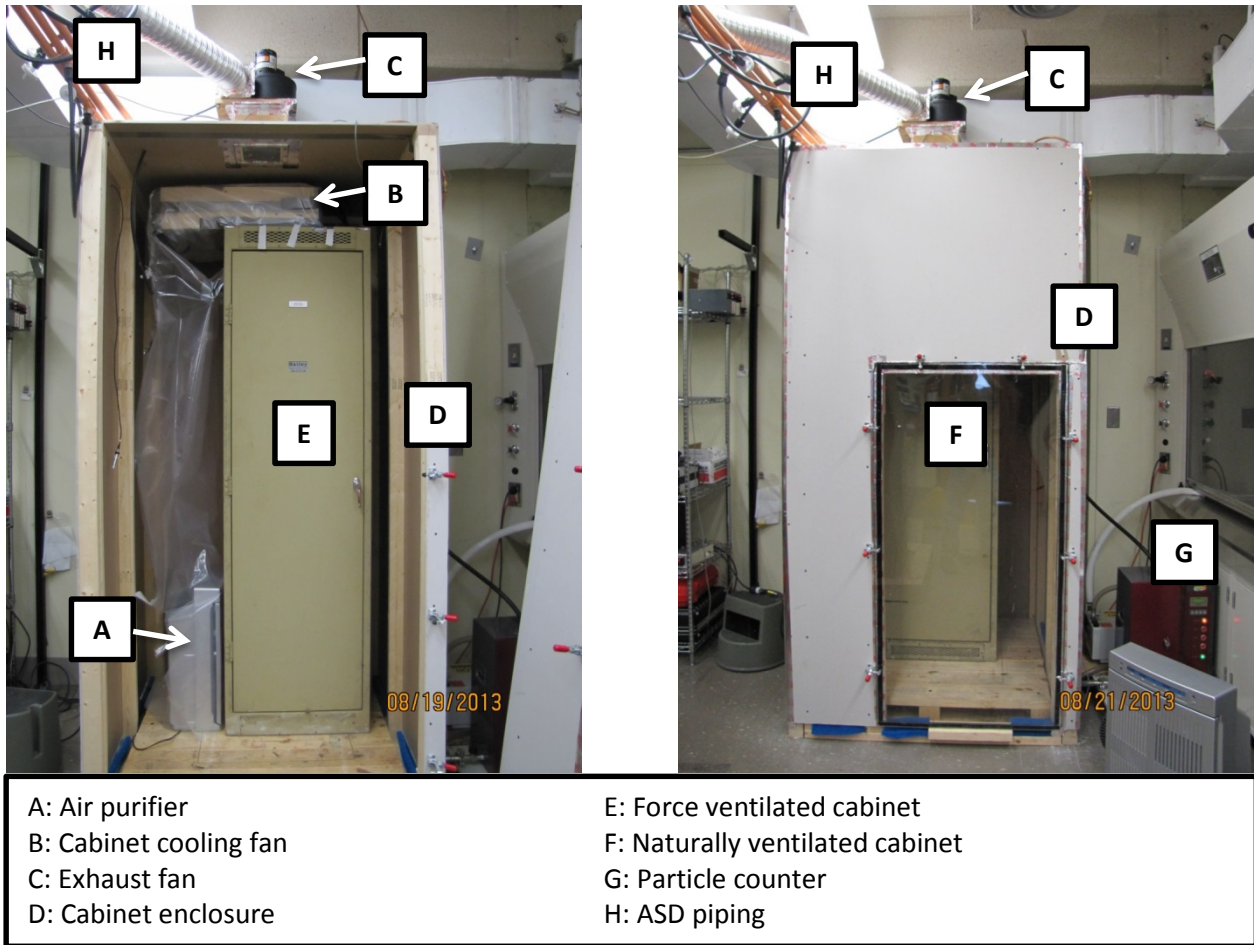 H
C
B
E
D
A
08/19/2013
H
C
D
F
G
08/21/2013
A: Air purifier
B: Cabinet cooling fan
C: Exhaust fan
D: Cabinet enclosure
E: Force ventilated cabinet
F: Naturally ventilated cabinet
G: Particle counter
H: ASD piping